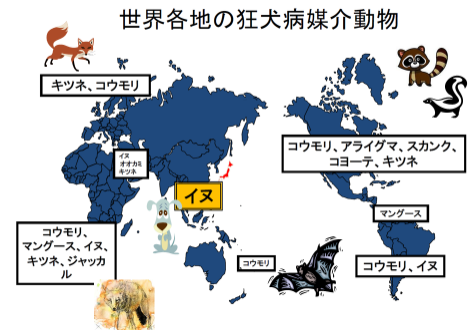 世界各地の狂犬病媒介動物
キツネ、コウモリ
コウモリ、アライグマ、スカンク、
コヨーテ、キツネ
イヌ
オオカミ
キツネ
イヌ
マングース
コウモリ、
マングース、イヌ、
キツネ、ジャッカ
ル
コウモリ
コウモリ、イヌ